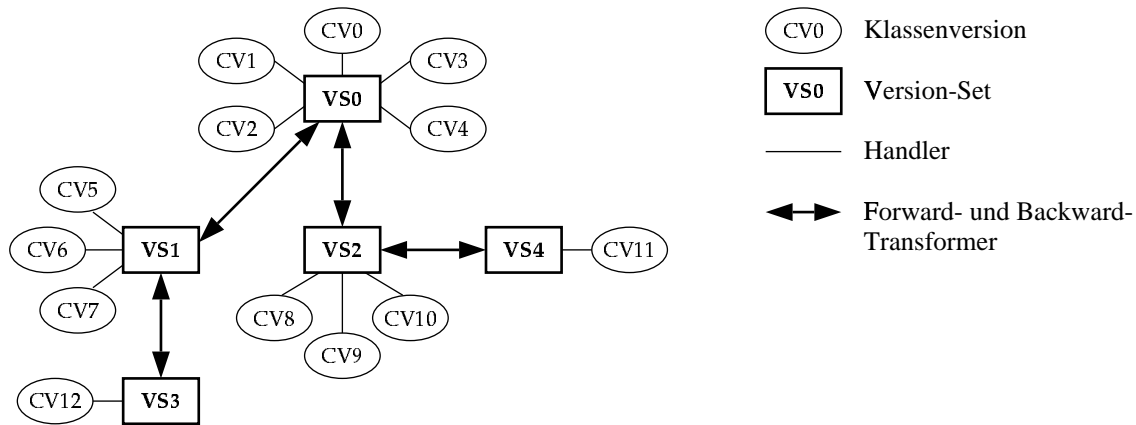 CV0
CV1
CV3
VS0
CV2
CV4
CV5
CV6
VS1
VS2
VS4
CV11
CV7
CV8
CV10
CV9
CV12
VS3
CV0 Klassenversion
VS0 Version-Set
Handler
Forward- und Backward-
Transformer